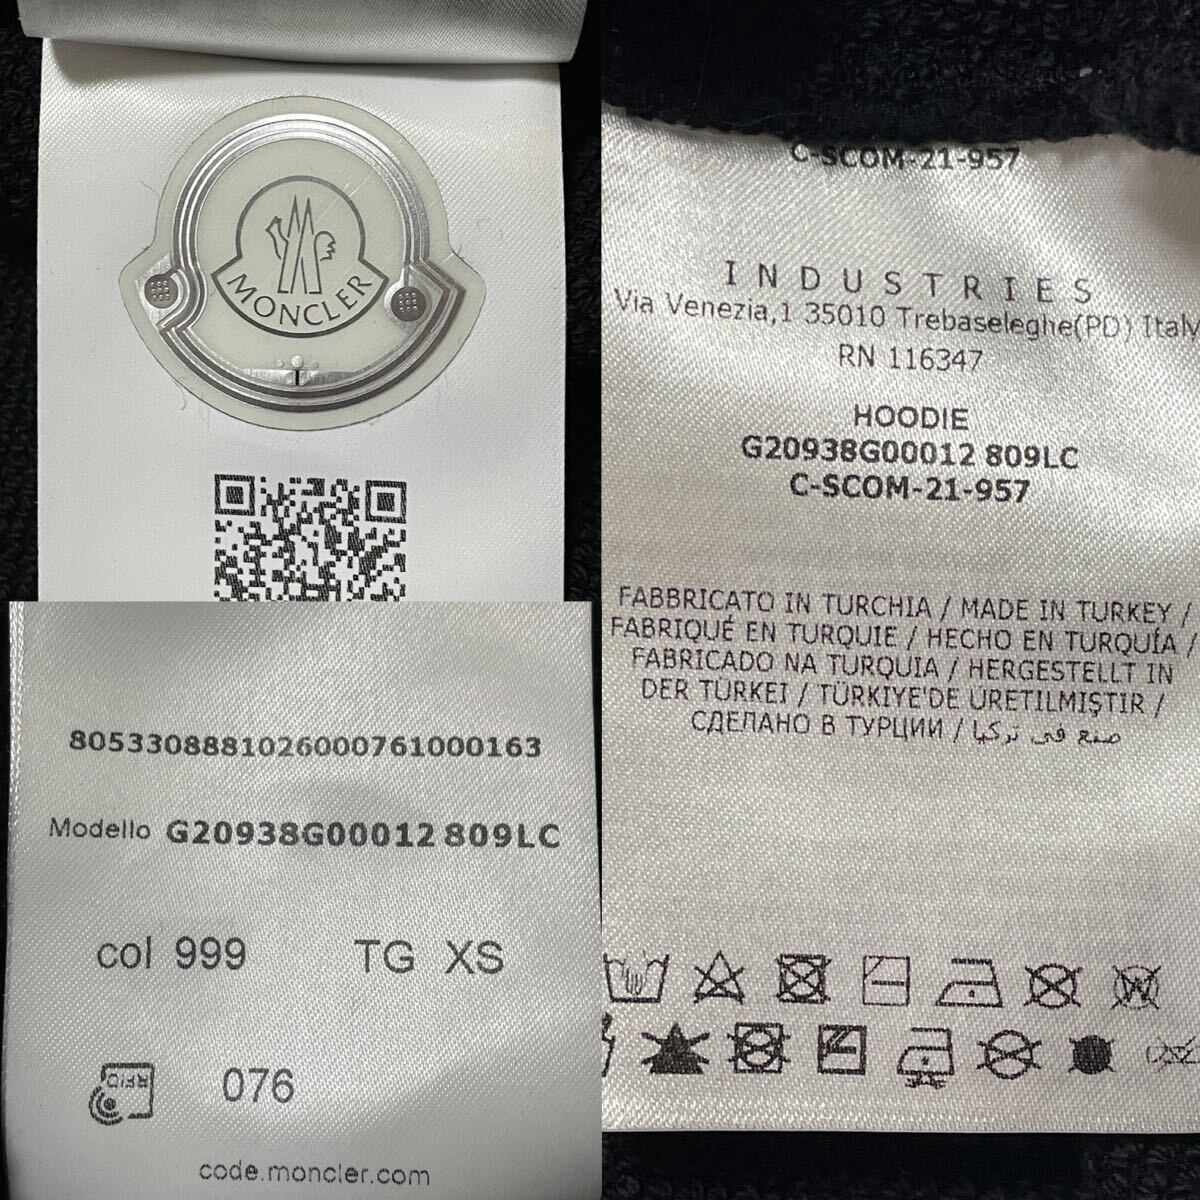 MONCLER
8053308881026000761000163
Modello G20938G00012 809LC
col 999 TG XS
RFID
076
code.moncler.com
C-SCOM-21-957
INDUSTRIES
Via Venezia,1 35010 Trebaseleghe(PD) Italy
RN 116347
HOODIE
G20938G00012 809LC
C-SCOM-21-957
FABBRICATO IN TURCHIA / MADE IN TURKEY /
FABRIQUÉ EN TURQUIE / HECHO EN TURQUÍA /
FABRICADO NA TURQUIA / HERGESTELLT IN
DER TÜRKEI / TÜRKIYE'DE ÜRETILMIŞTIR /
СДЕЛАНО В ТУРЦИИ / صنع في تركيا
W